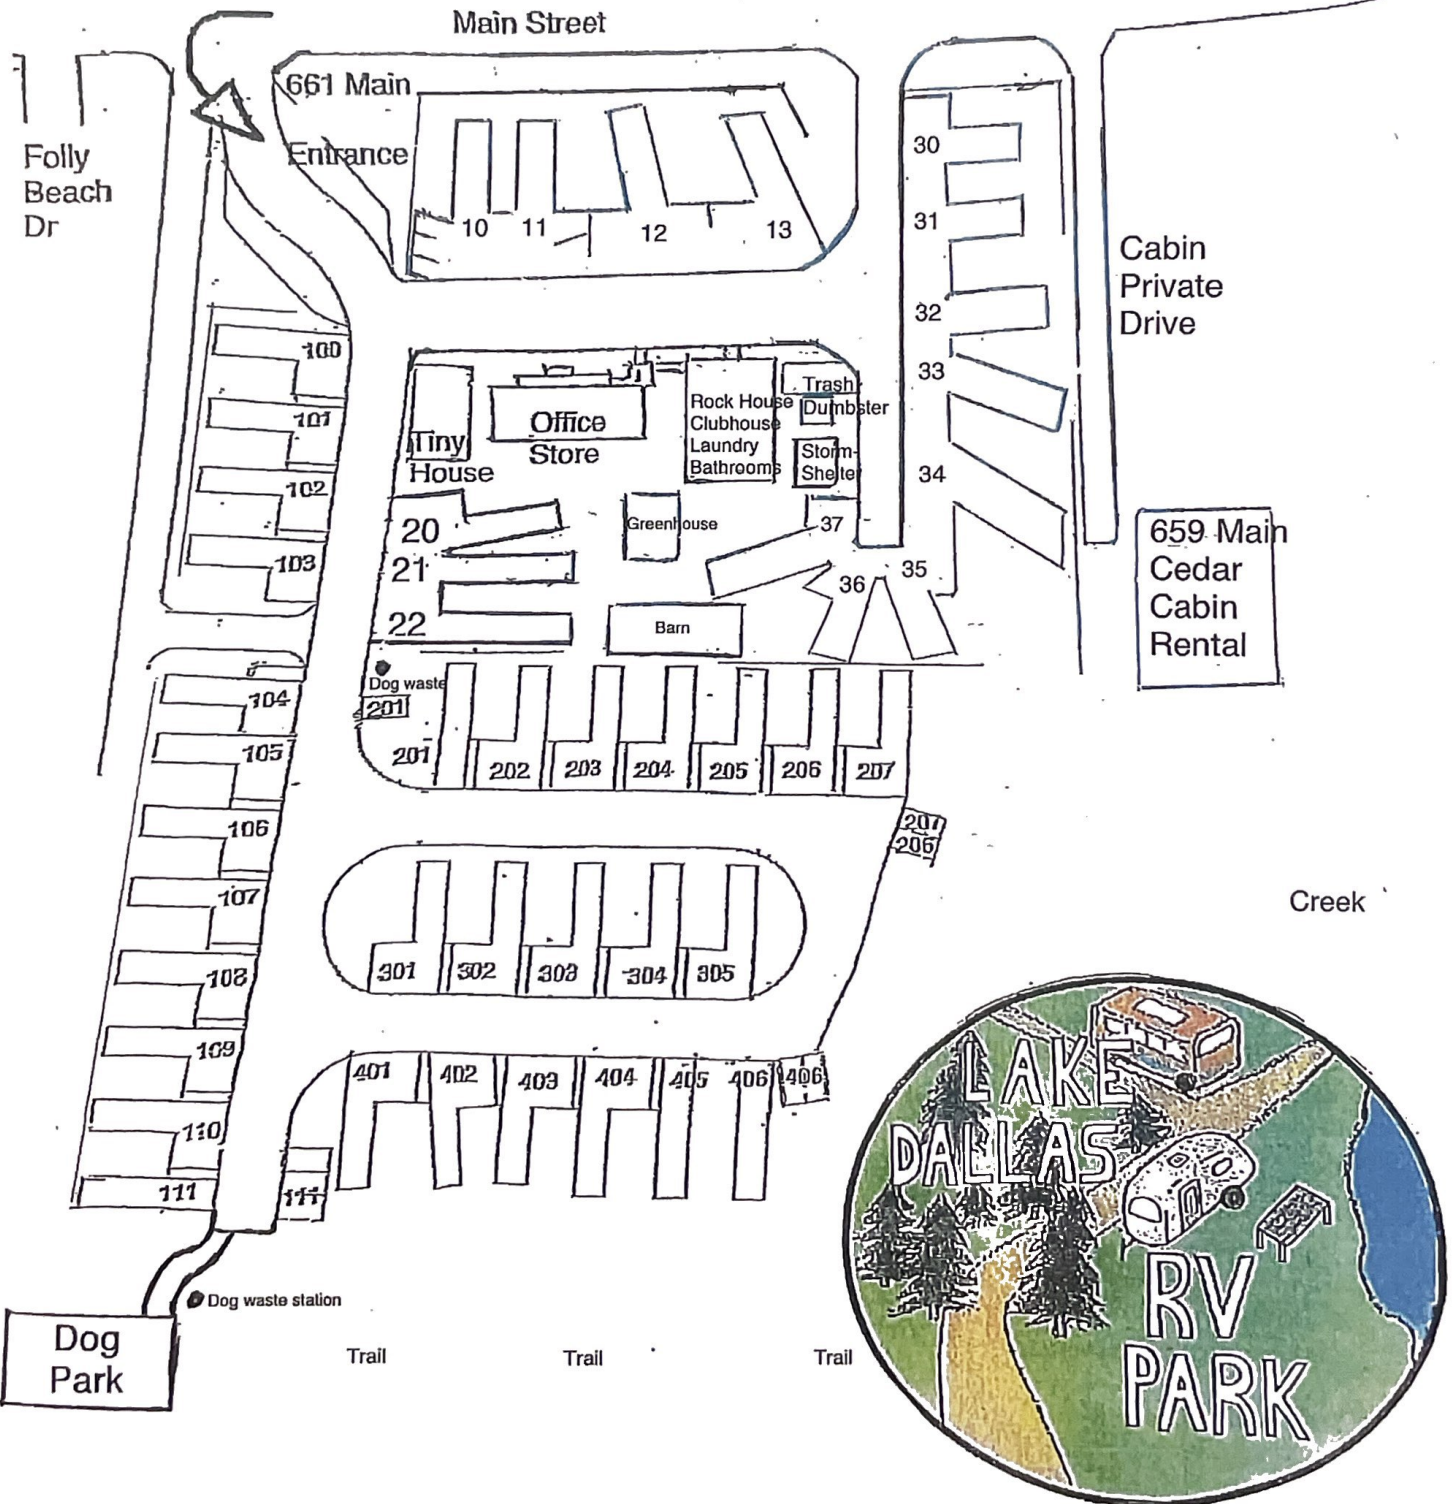 Main Street
661 Main
Entrance
Folly
Beach
Dr
10
11
12
13
30
31
32
33
34
35
36
37
Cabin
Private
Drive
100
101
102
103
Tiny
House
Office
Store
Rock House
Clubhouse
Laundry
Bathrooms
Trash
Dumbster
Storm-
Shelter
Greenhouse
20
21
22
Barn
659 Main
Cedar
Cabin
Rental
Dog waste
201
201
202
203
204
205
206
207
207
206
104
105
106
107
108
109
110
111
111
301
302
303
304
305
401
402
403
404
405
406
406
Creek
LAKE
DALLAS
RV
PARK
Dog waste station
Dog
Park
Trail
Trail
Trail